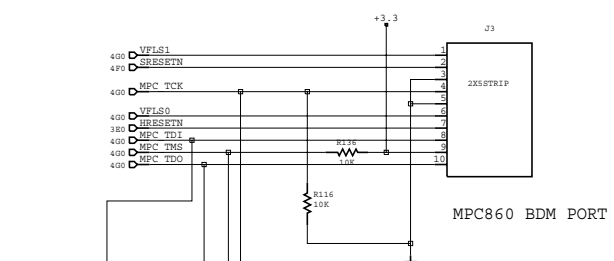 +3.3
J3
4G0 VFLS1 1
4F0 SRESETN 2
3
2X5STRIP
4G0 MPC TCK 4
5
4G0 VFLS0 6
3E0 HRESETN 7
4G0 MPC TDI 8
R136
4G0 MPC TMS 9
10K
4G0 MPC TDO 10
R116
10K
MPC860 BDM PORT